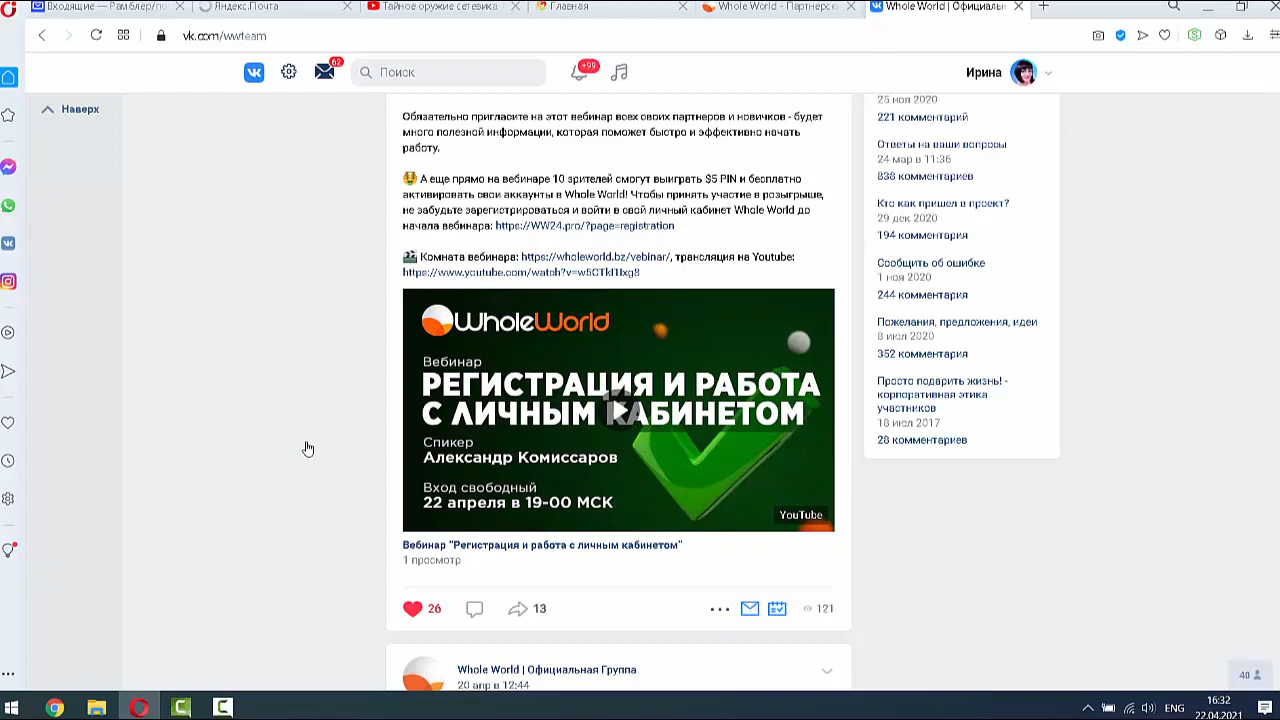 Входящие — Рамблер/по
Яндекс.Почта
Тайное оружие сетевика
Главная
Whole World - Партнерск
Whole World | Официальн
vk.com/wwteam
62
Поиск
+99
Ирина
Наверх
Обязательно пригласите на этот вебинар всех своих партнеров и новичков - будет
много полезной информации, которая поможет быстро и эффективно начать
работу.
А еще прямо на вебинаре 10 зрителей смогут выиграть $5 PIN и бесплатно
активировать свои аккаунты в Whole World! Чтобы принять участие в розыгрыше,
не забудьте зарегистрироваться и войти в свой личный кабинет Whole World до
начала вебинара: https://WW24.pro/?page=registration
Комната вебинара: https://wholeworld.bz/vebinar/, трансляция на Youtube:
WHOLEWORLD
Вебинар
РЕГИСТРАЦИЯ И РАБОТА
С ЛИЧНЫМ КАБИНЕТОМ
Спикер
Александр Комиссаров
Вход свободный
22 апреля в 19-00 МСК
YouTube
Вебинар "Регистрация и работа с личным кабинетом"
1 просмотр
26
13
121
Whole World | Официальная Группа
20 апр в 12:44
25 ноя 2020
221 комментарий
Ответы на ваши вопросы
24 мар в 11:36
838 комментариев
Кто как пришел в проект?
29 дек 2020
194 комментария
Сообщить об ошибке
1 ноя 2020
244 комментария
Пожелания, предложения, идеи
8 июл 2020
352 комментария
Просто подарить жизнь! -
корпоративная этика
участников
18 июл 2017
28 комментариев
40
ENG
16:32
22.04.2021